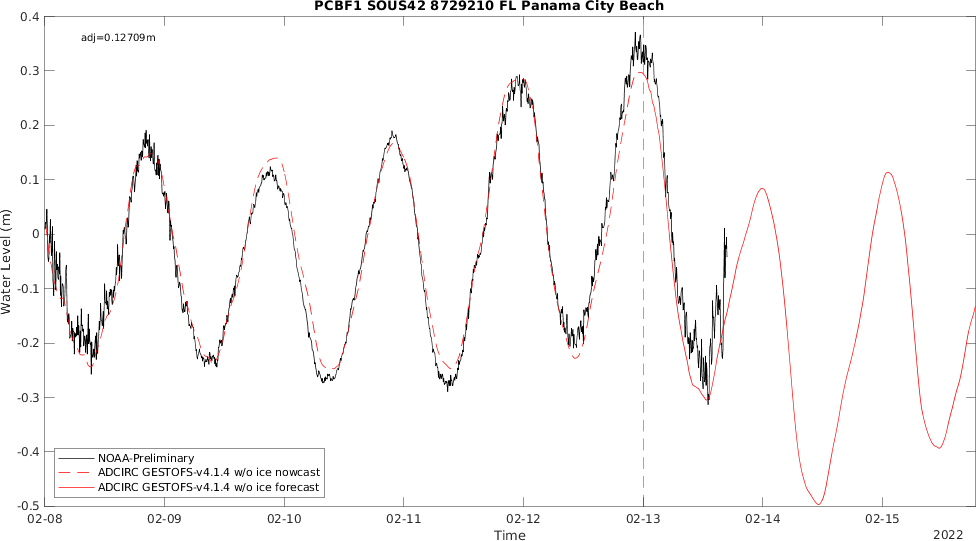 PCBF1 SOUS42 8729210 FL Panama City Beach
adj=0.12709m
0.4
0.3
0.2
0.1
0
-0.1
-0.2
-0.3
-0.4
-0.5
Water Level (m)
NOAA-Preliminary
ADCIRC GESTOFS-v4.1.4 w/o ice nowcast
ADCIRC GESTOFS-v4.1.4 w/o ice forecast
02-08 02-09 02-10 02-11 02-12 02-13 02-14 02-15
Time
2022